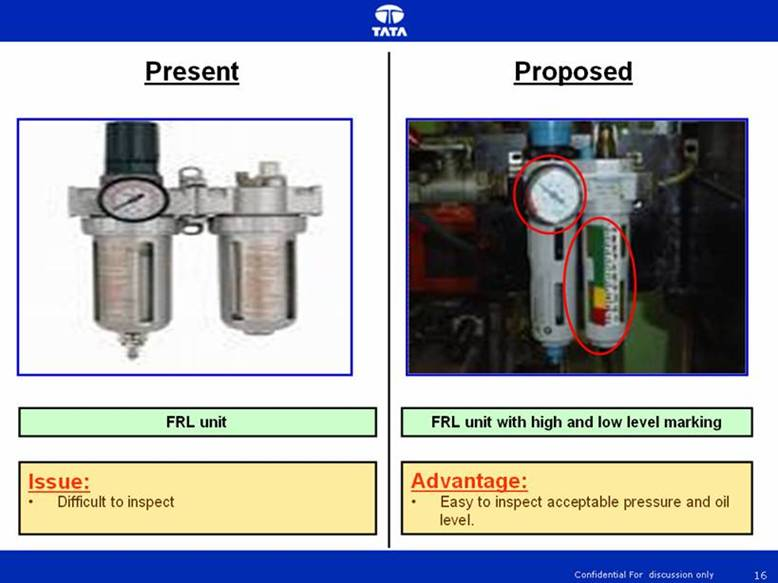 TATA
Present
Proposed
FRL unit
FRL unit with high and low level marking
Issue:
• Difficult to inspect
Advantage:
• Easy to inspect acceptable pressure and oil
level.
Confidential For discussion only
16